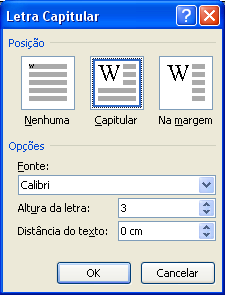 Letra Capitular
Posição
W W W
Nenhuma Capitular Na margem
Opções
Fonte:
Calibri
Altura da letra: 3
Distância do texto: 0 cm
OK Cancelar